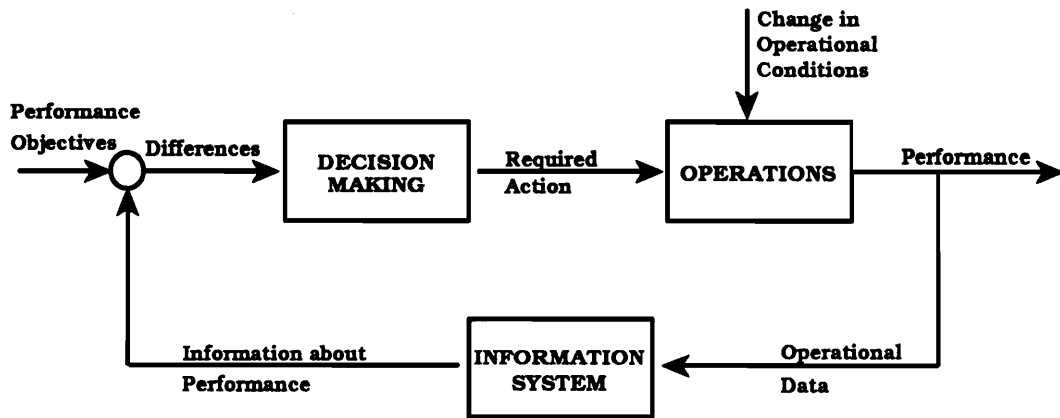 Change in
Operational
Conditions
Performance
Objectives
Differences
DECISION
MAKING
Required
Action
OPERATIONS
Performance
Information about
Performance
INFORMATION
SYSTEM
Operational
Data